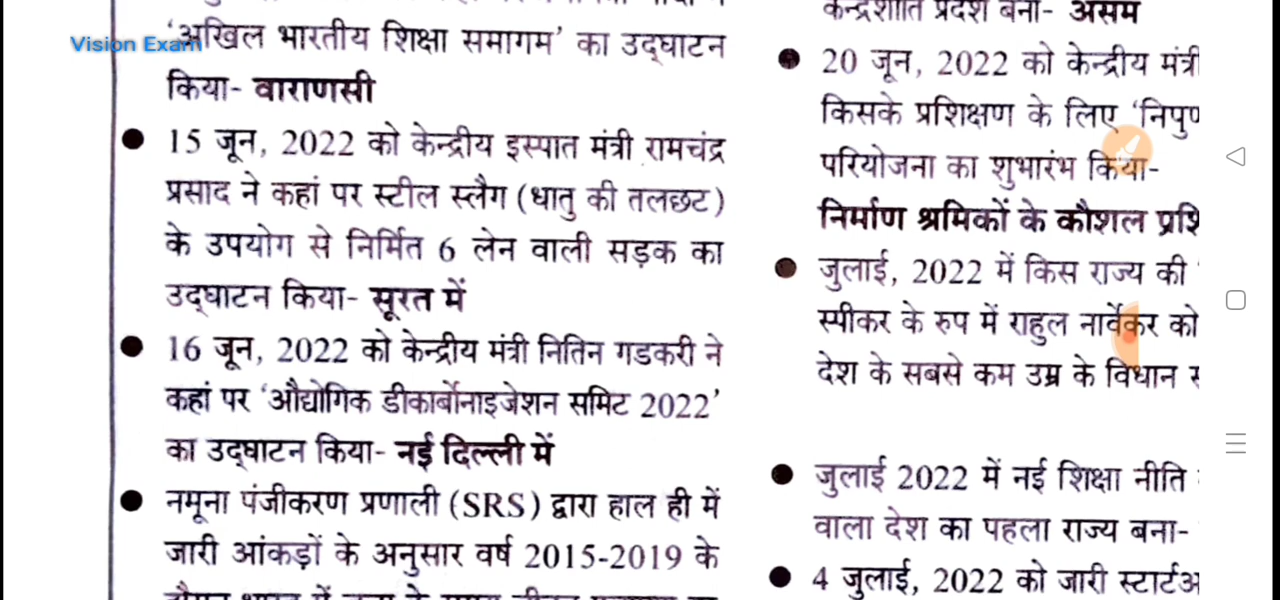 Vision Exam
'अखिल भारतीय शिक्षा समागम' का उद्घाटन
किया- वाराणसी
● 15 जून, 2022 को केन्द्रीय इस्पात मंत्री रामचंद्र
प्रसाद ने कहां पर स्टील स्लैग (धातु की तलछट)
के उपयोग से निर्मित 6 लेन वाली सड़क का
उद्घाटन किया- सूरत में
● 16 जून, 2022 को केन्द्रीय मंत्री नितिन गडकरी ने
कहां पर 'औद्योगिक डीकार्बोनाइजेशन समिट 2022'
का उद्घाटन किया- नई दिल्ली में
● नमूना पंजीकरण प्रणाली (SRS) द्वारा हाल ही में
जारी आंकड़ों के अनुसार वर्ष 2015-2019 के
केन्द्रशाति प्रदेश बना- असम
● 20 जून, 2022 को केन्द्रीय मंत्री
किसके प्रशिक्षण के लिए 'निपुण
परियोजना का शुभारंभ किया-
निर्माण श्रमिकों के कौशल
● जुलाई, 2022 में किस राज्य की
स्पीकर के रुप में राहुल नार्वेकर को
देश के सबसे कम उम्र के विधान
● जुलाई 2022 में नई शिक्षा नीति
वाला देश का पहला राज्य बना-
● 4 जुलाई, 2022 को जारी